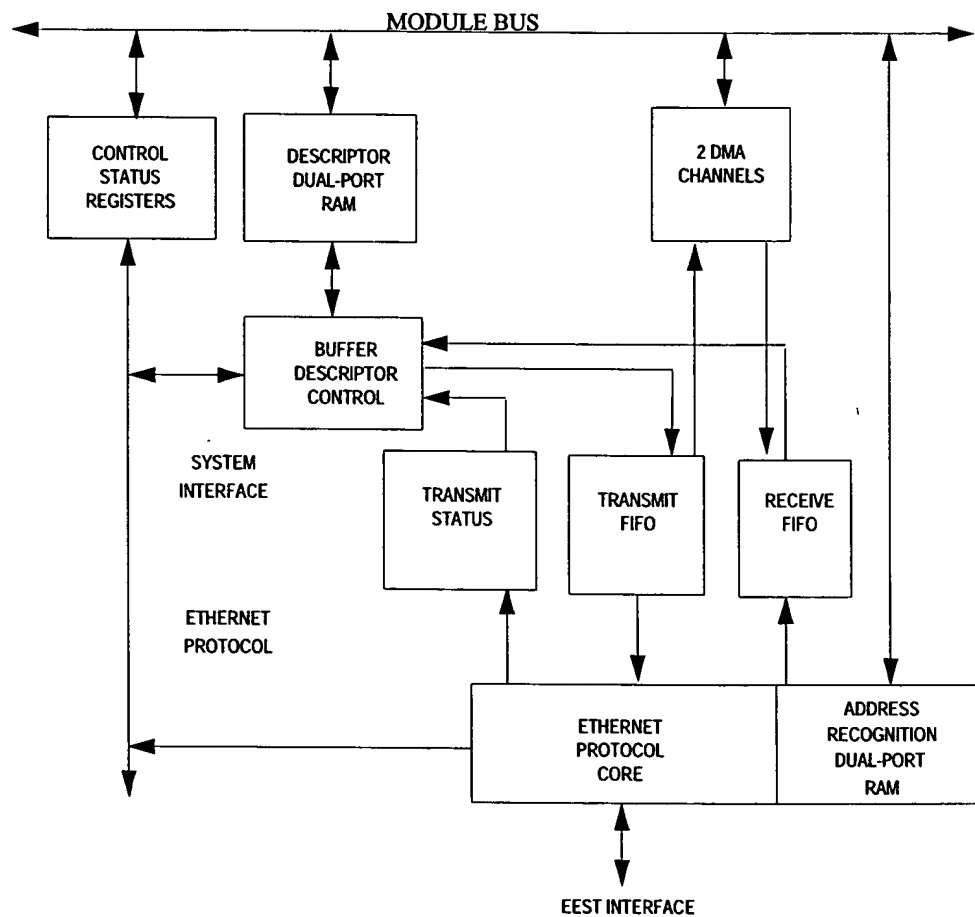 MODULE BUS
CONTROL
STATUS
REGISTERS
DESCRIPTOR
DUAL-PORT
RAM
2 DMA
CHANNELS
BUFFER
DESCRIPTOR
CONTROL
SYSTEM
INTERFACE
TRANSMIT
STATUS
TRANSMIT
FIFO
RECEIVE
FIFO
ETHERNET
PROTOCOL
ETHERNET
PROTOCOL
CORE
ADDRESS
RECOGNITION
DUAL-PORT
RAM
EEST INTERFACE